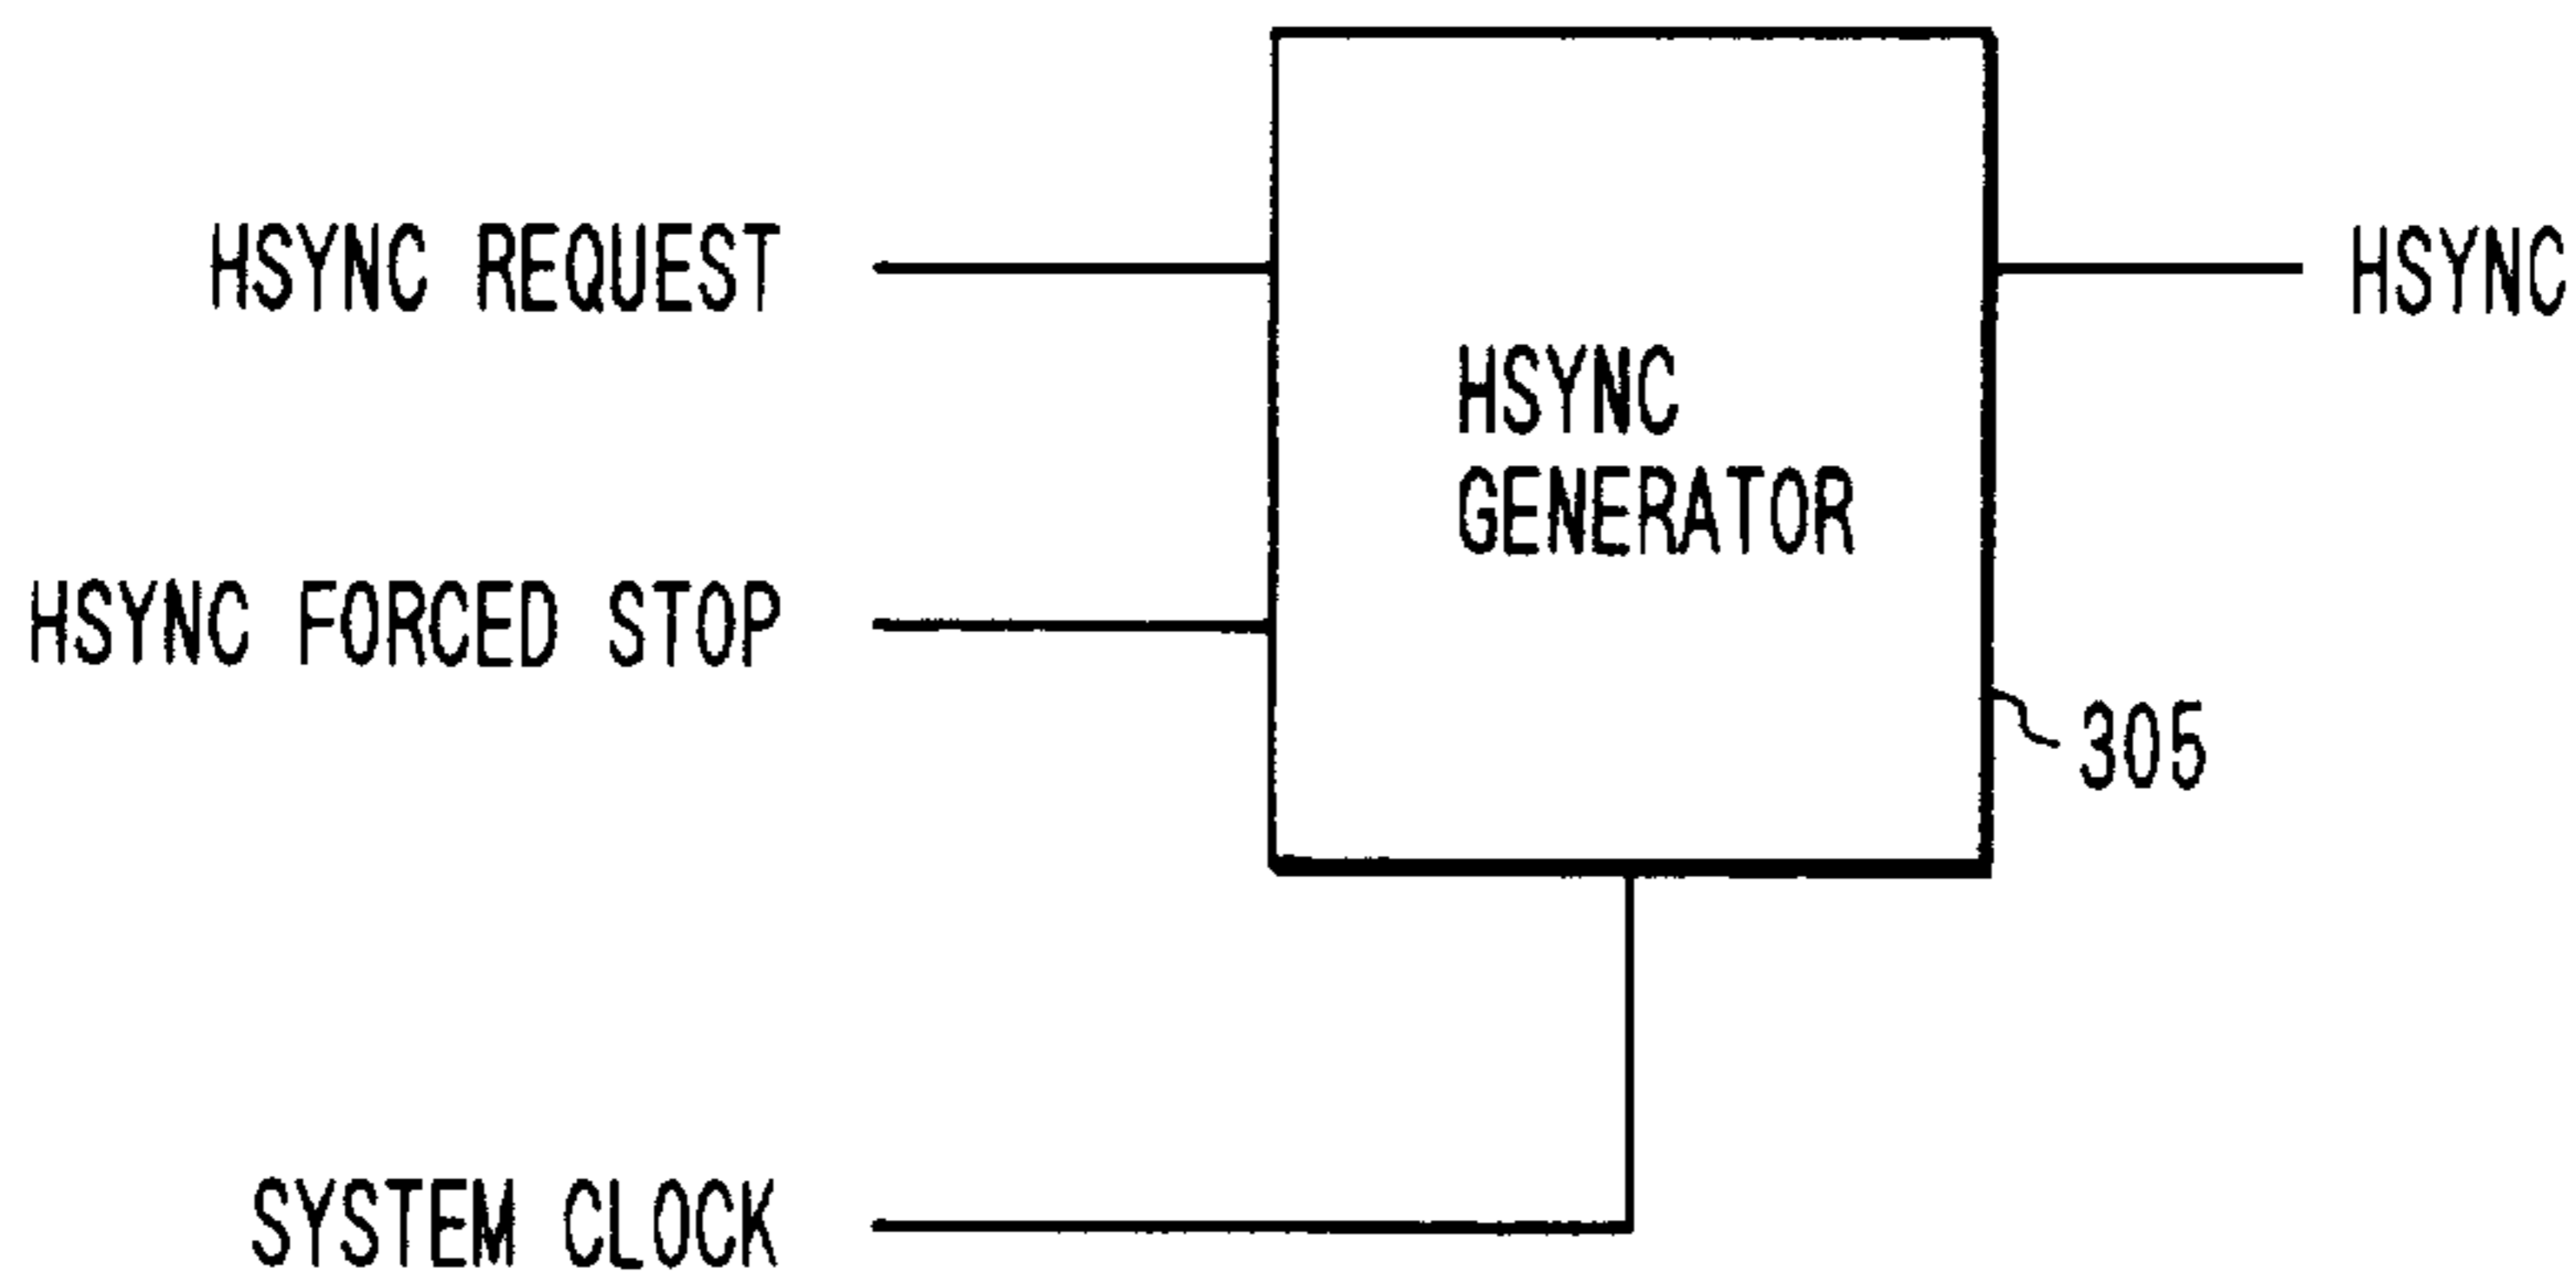 HSYNC REQUEST
HSYNC
HSYNC
GENERATOR
HSYNC FORCED STOP
305
SYSTEM CLOCK